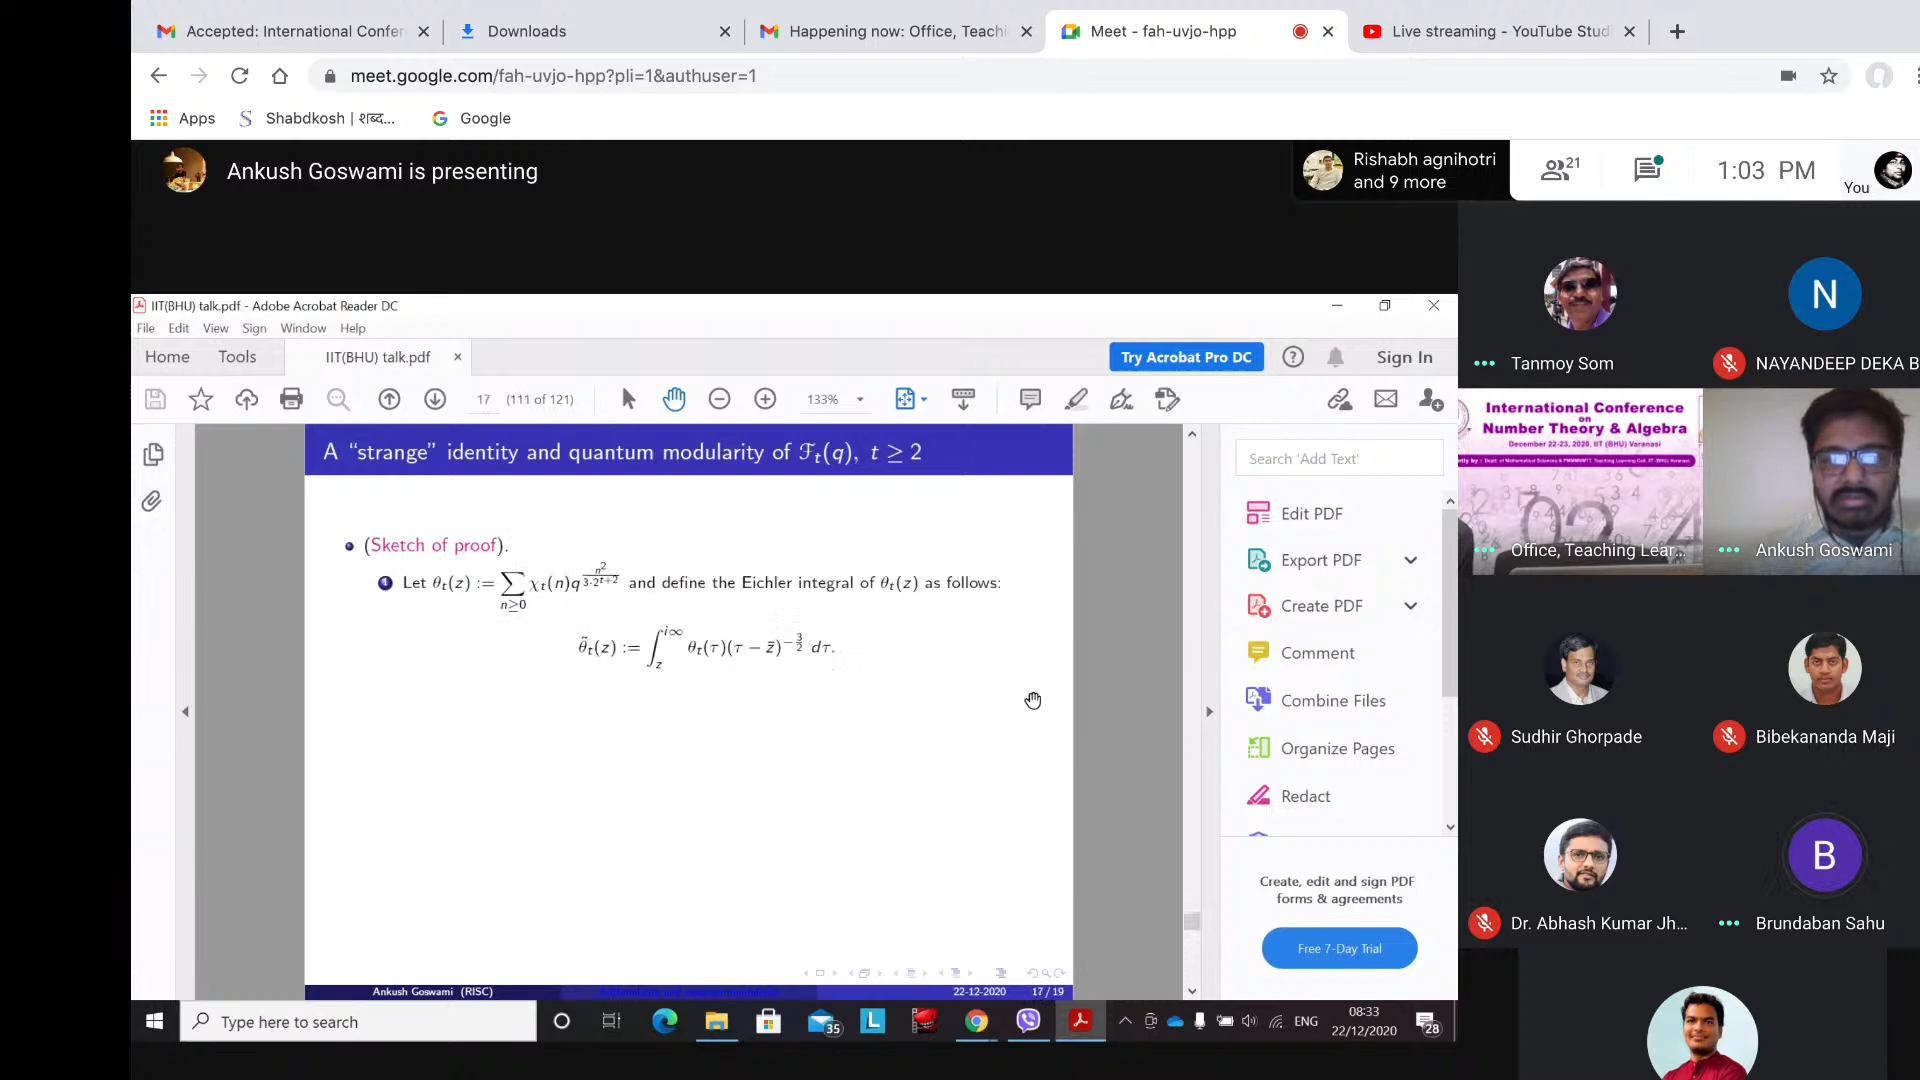 Accepted: International Confer
Downloads
Happening now: Office, Teachi
Meet - fah-uvjo-hpp
Live streaming - YouTube Stud
meet.google.com/fah-uvjo-hpp?pli=1&authuser=1
Apps
Shabdkosh | शब्द...
Google
Ankush Goswami is presenting
Rishabh agnihotri
and 9 more
21
1:03 PM
You
IIT(BHU) talk.pdf - Adobe Acrobat Reader DC
File Edit View Sign Window Help
Home Tools IIT(BHU) talk.pdf
Try Acrobat Pro DC
Sign In
17 (111 of 121)
133%
A “strange” identity and quantum modularity of ℱₜ(q), t ≥ 2
(Sketch of proof).
1 Let θₜ(z) := ∑_{n≥0} χₜ(n)q^{n²/(3·2^{t+2})} and define the Eichler integral of θₜ(z) as follows:
θ̃ₜ(z) := ∫_z^{i∞} θₜ(τ)(τ − z̄)^{−3/2} dτ.
Ankush Goswami (RISC)
22-12-2020 17 / 19
Search 'Add Text'
Edit PDF
Export PDF
Create PDF
Comment
Combine Files
Organize Pages
Redact
Create, edit and sign PDF
forms & agreements
Free 7-Day Trial
Tanmoy Som
N
NAYANDEEP DEKA B
International Conference
on
Number Theory & Algebra
December 22-23, 2020, IIT (BHU) Varanasi
Office, Teaching Lear...
Ankush Goswami
Sudhir Ghorpade
Bibekananda Maji
Dr. Abhash Kumar Jh...
B
Brundaban Sahu
Type here to search
35
L
ENG
08:33
22/12/2020
28